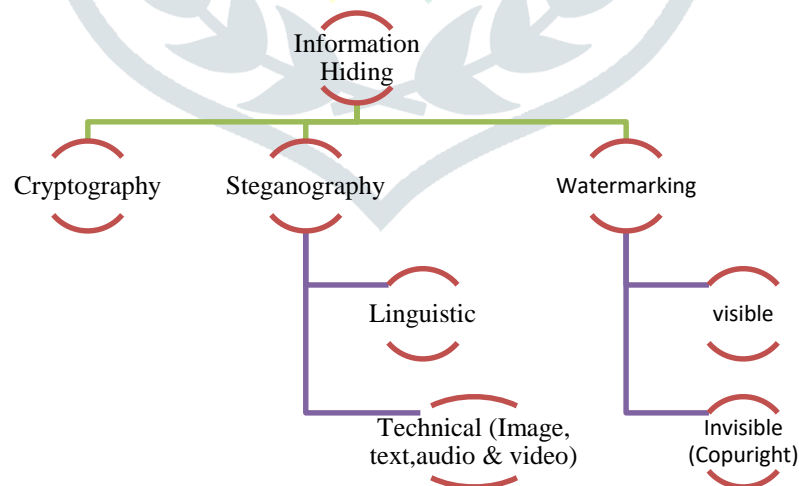 Information
Hiding
Cryptography
Steganography
Watermarking
Linguistic
visible
Technical (Image,
text,audio & video)
Invisible
(Copuright)